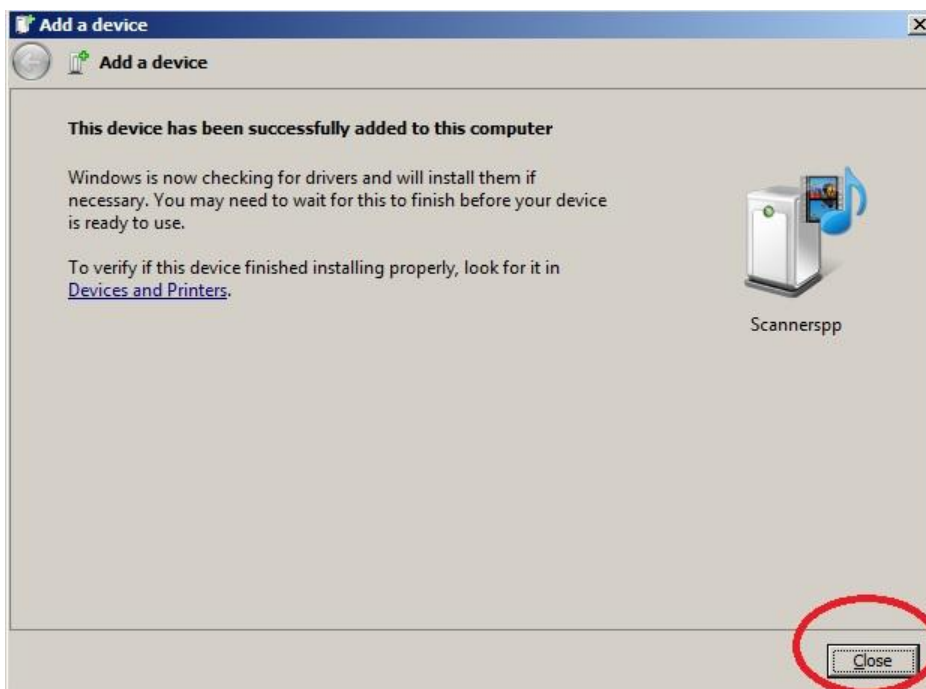 Add a device
Add a device
This device has been successfully added to this computer
Windows is now checking for drivers and will install them if
necessary. You may need to wait for this to finish before your device
is ready to use.
To verify if this device finished installing properly, look for it in
Devices and Printers.
Scannerspp
Close